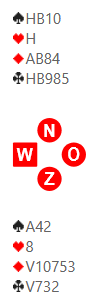 ♠HB10
♥H
♦AB84
♣HB985
N
W O
Z
♠A42
♥8
♦V10753
♣V732